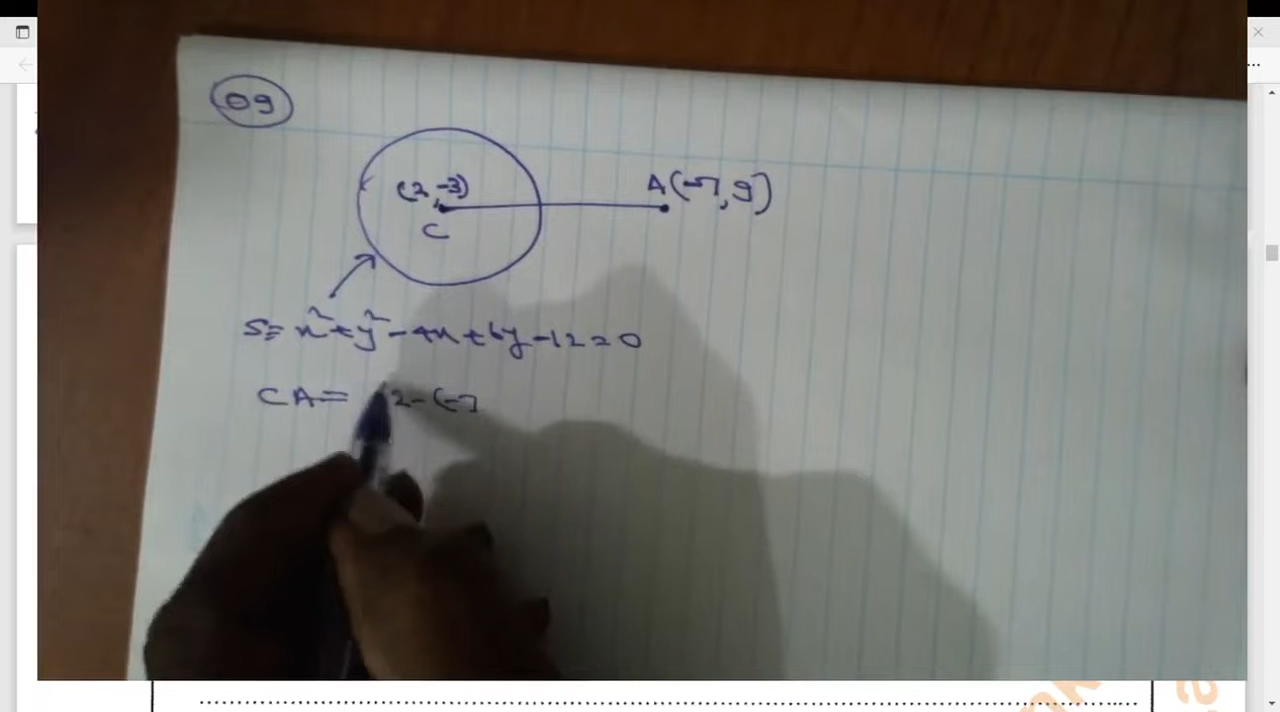 09
(2,-3)
A(-7,9)
C
S≡ x²+y²-4x+6y-12=0
CA= (2-(-7